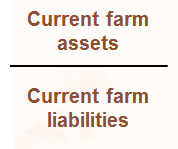 Current farm
assets
Current farm
liabilities